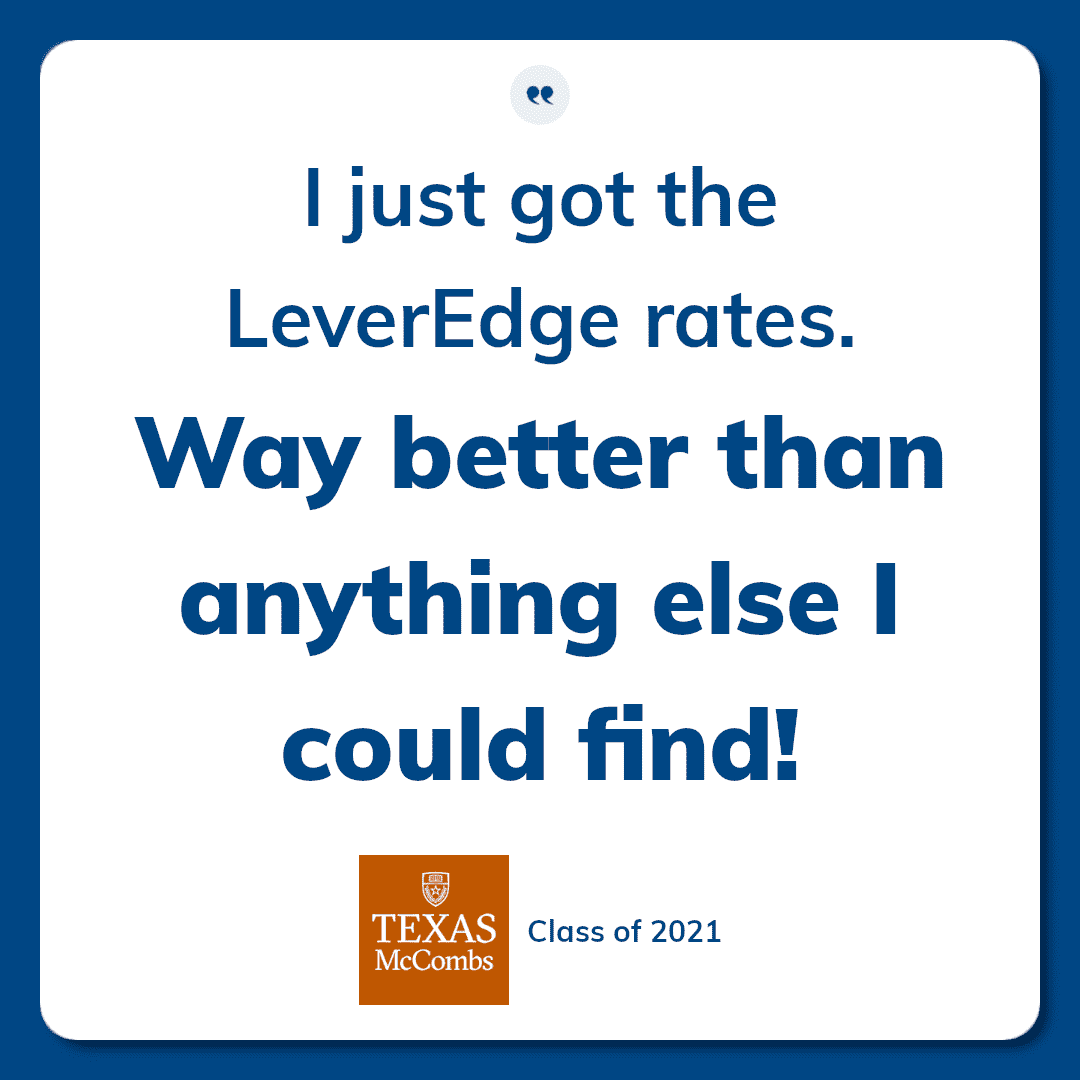 ”
I just got the
LeverEdge rates.
Way better than
anything else I
could find!
TEXAS
McCombs
Class of 2021